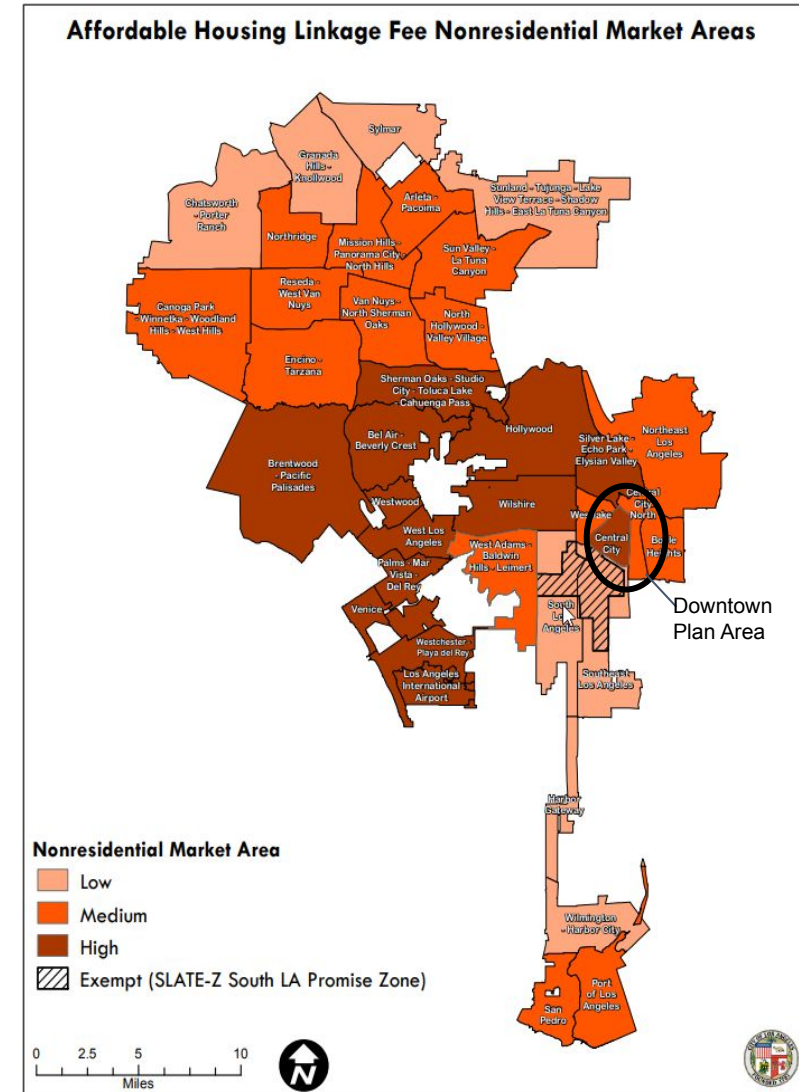 Affordable Housing Linkage Fee Nonresidential Market Areas
Sylmar
Granada
Hills -
Knollwood
Chatsworth
- Porter
Ranch
Sunland - Tujunga - Lake
View Terrace - Shadow
Hills - East La Tuna Canyon
Arleta -
Pacoima
Northridge
Mission Hills -
Panorama City -
North Hills
Sun Valley -
La Tuna
Canyon
Reseda -
West Van
Nuys
Van Nuys -
North Sherman
Oaks
Canoga Park
- Winnetka - Woodland
Hills - West Hills
North
Hollywood -
Valley Village
Encino -
Tarzana
Sherman Oaks - Studio
City - Toluca Lake
- Cahuenga Pass
Hollywood
Northeast
Los
Angeles
Silver Lake -
Echo Park -
Elysian Valley
Bel Air -
Beverly Crest
Brentwood
- Pacific
Palisades
Westwood
Wilshire
Central
City
North
Westlake
West Los
Angeles
Central
City
Boyle
Heights
West Adams -
Baldwin
Hills - Leimert
Palms - Mar
Vista -
Del Rey
Venice
South
Los
Angeles
Downtown
Plan Area
Westchester -
Playa del Rey
Los Angeles
International
Airport
Southeast
Los Angeles
Harbor
Gateway
Nonresidential Market Area
Low
Medium
High
Exempt (SLATE-Z South LA Promise Zone)
Wilmington
- Harbor City
Port
of Los
Angeles
San
Pedro
0 2.5 5 10
Miles
N